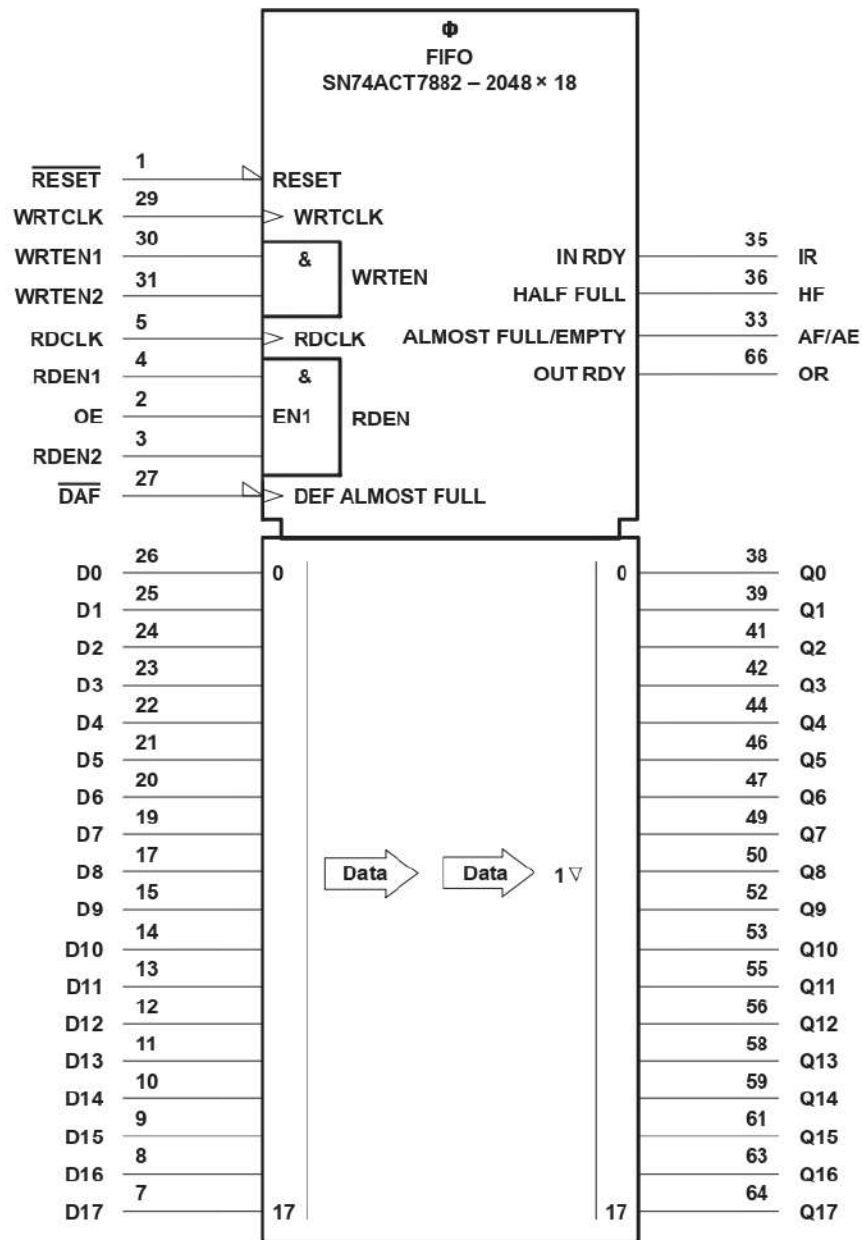 Φ
FIFO
SN74ACT7882 – 2048 × 18
RESET 1 RESET
WRTCLK 29 WRTCLK
WRTEN1 30 & IN RDY 35 IR
WRTEN
WRTEN2 31 HALF FULL 36 HF
RDCLK 5 RDCLK ALMOST FULL/EMPTY 33 AF/AE
RDEN1 4 & OUT RDY 66 OR
OE 2 EN1 RDEN
RDEN2 3
DAF 27 DEF ALMOST FULL
D0 26 0 0 38 Q0
D1 25 39 Q1
D2 24 41 Q2
D3 23 42 Q3
D4 22 44 Q4
D5 21 46 Q5
D6 20 47 Q6
D7 19 49 Q7
D8 17 Data Data 1 50 Q8
D9 15 52 Q9
D10 14 53 Q10
D11 13 55 Q11
D12 12 56 Q12
D13 11 58 Q13
D14 10 59 Q14
D15 9 61 Q15
D16 8 63 Q16
D17 7 17 17 64 Q17